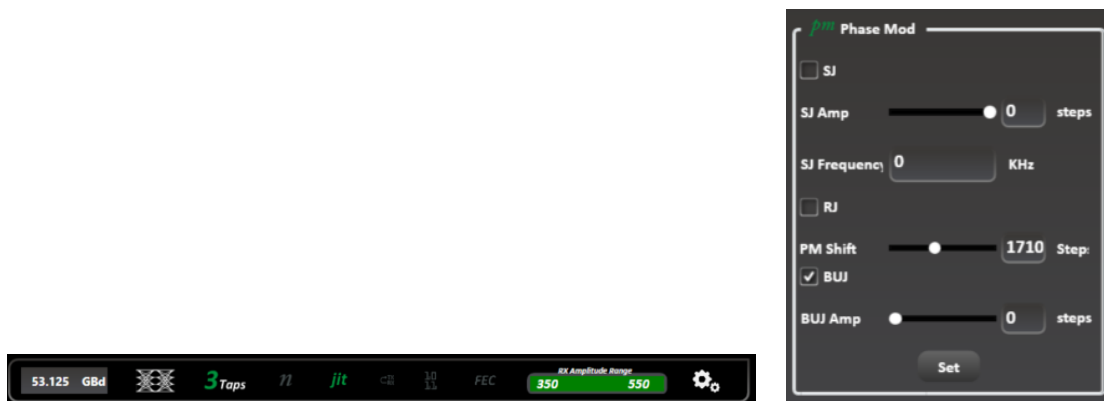 pm Phase Mod
SJ
SJ Amp 0 steps
SJ Frequency 0 KHz
RJ
PM Shift 1710 Steps
BUJ
BUJ Amp 0 steps
Set
RX Amplitude Range
53.125 GBd 3 Taps n jit FEC 350 550